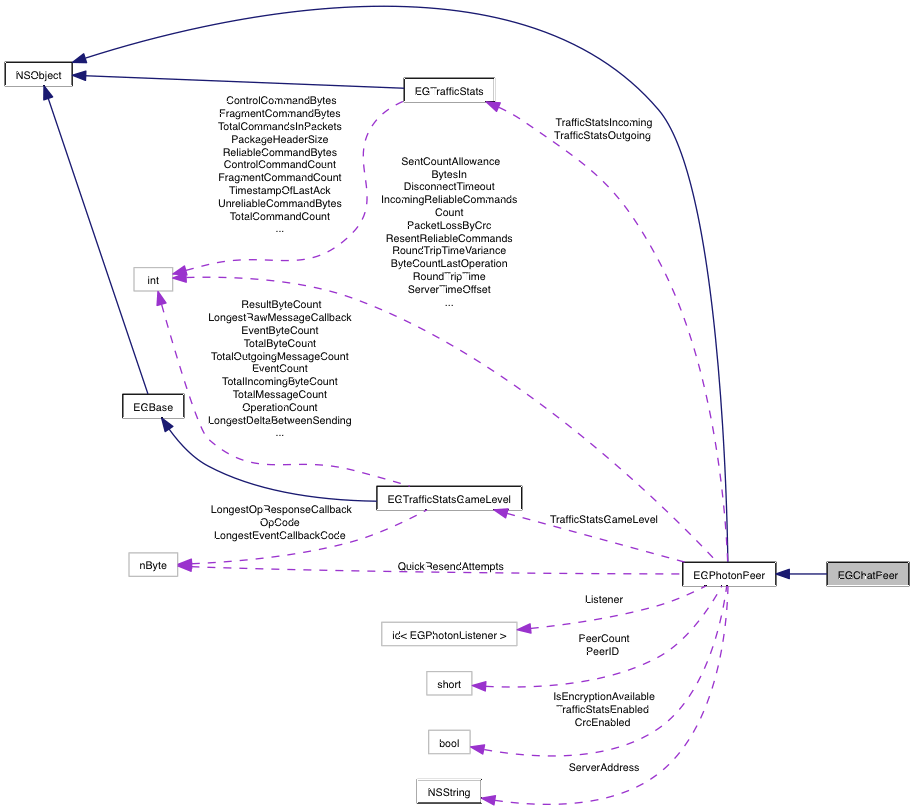 NSObject
EGTrafficStats
ControlCommandBytes
FragmentCommandBytes
TotalCommandsInPackets
PackageHeaderSize
ReliableCommandBytes
ControlCommandCount
FragmentCommandCount
TimestampOfLastAck
UnreliableCommandBytes
TotalCommandCount
...
TrafficStatsIncoming
TrafficStatsOutgoing
SentCountAllowance
BytesIn
DisconnectTimeout
IncomingReliableCommands
Count
PacketLossByCrc
ResentReliableCommands
RoundTripTimeVariance
ByteCountLastOperation
RoundTripTime
ServerTimeOffset
...
int
ResultByteCount
LongestRawMessageCallback
EventByteCount
TotalByteCount
TotalOutgoingMessageCount
EventCount
TotalIncomingByteCount
TotalMessageCount
OperationCount
LongestDeltaBetweenSending
...
EGBase
EGTrafficStatsGameLevel
LongestOpResponseCallback
OpCode
LongestEventCallbackCode
TrafficStatsGameLevel
nByte
QuickResendAttempts
EGPhotonPeer
EGChatPeer
Listener
id< EGPhotonListener >
PeerCount
PeerID
short
IsEncryptionAvailable
TrafficStatsEnabled
CrcEnabled
bool
ServerAddress
NSString